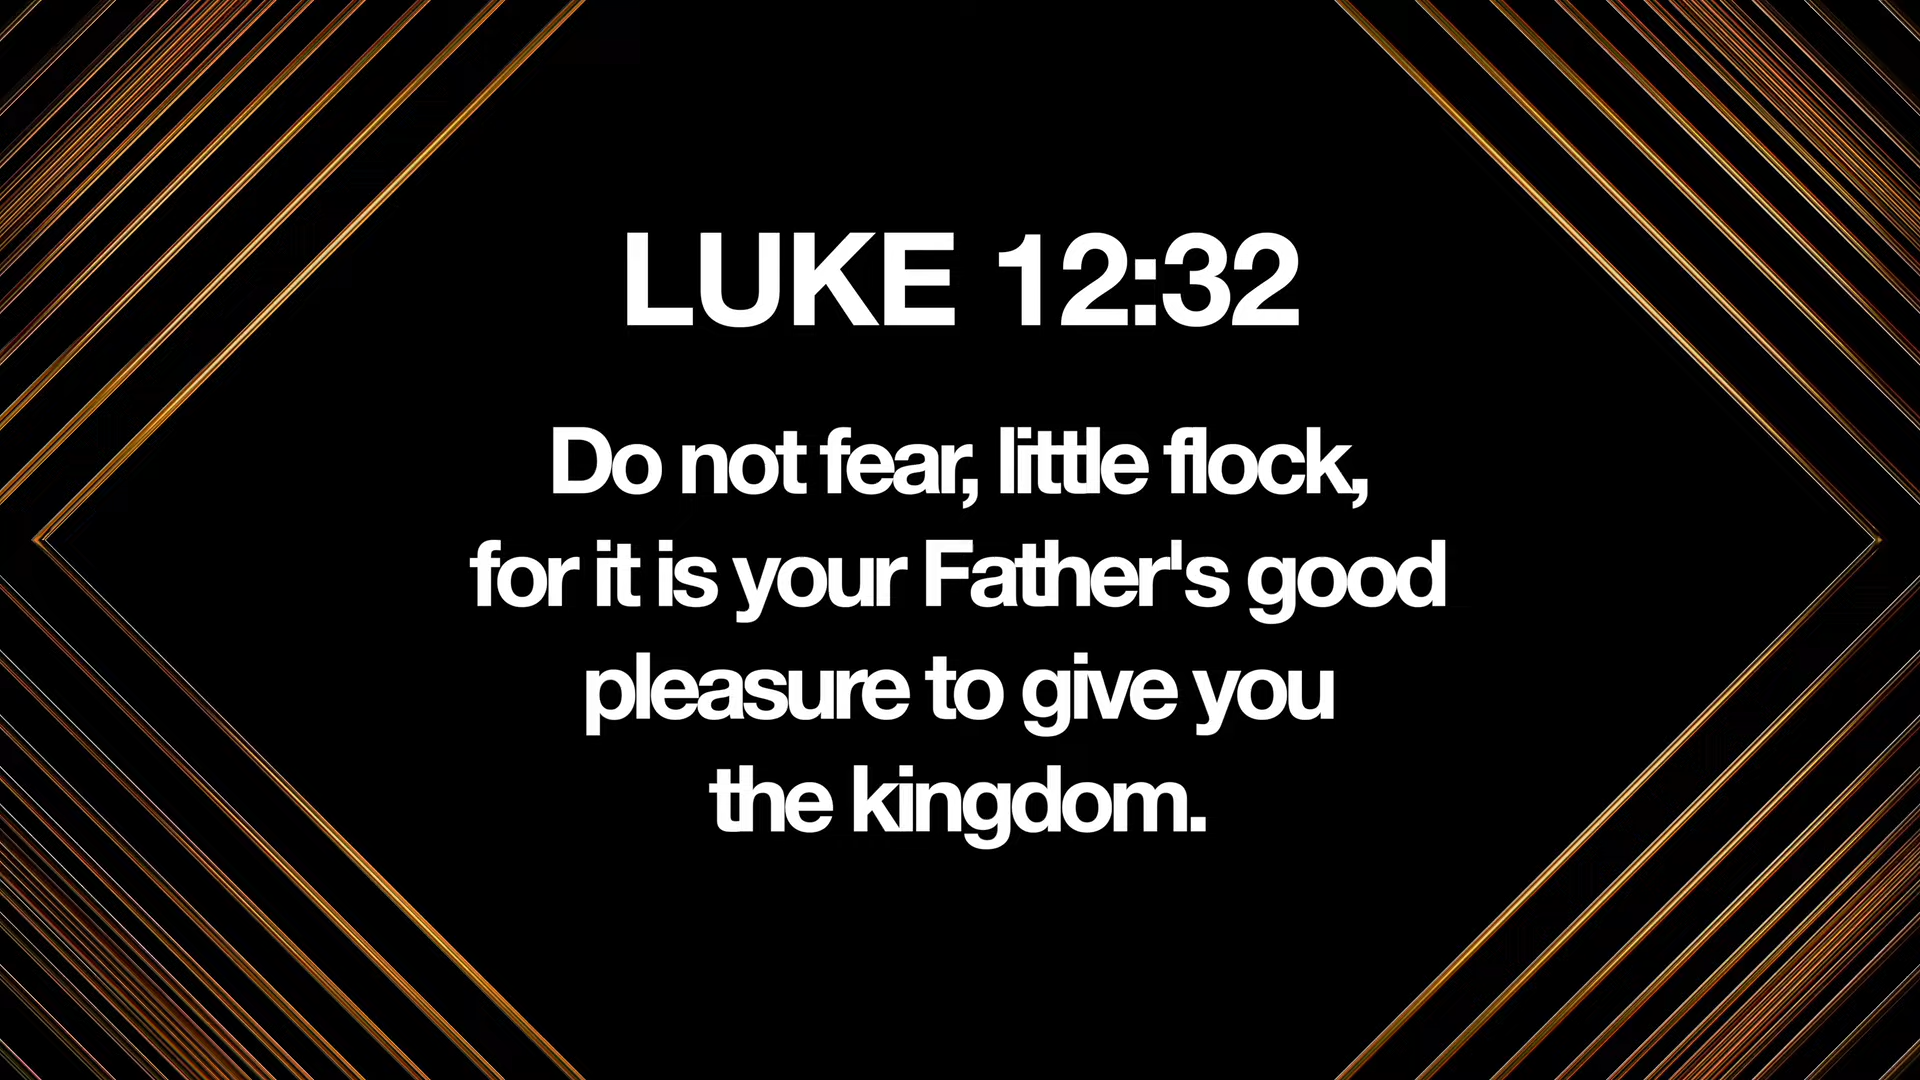 LUKE 12:32
Do not fear, little flock,
for it is your Father's good
pleasure to give you
the kingdom.